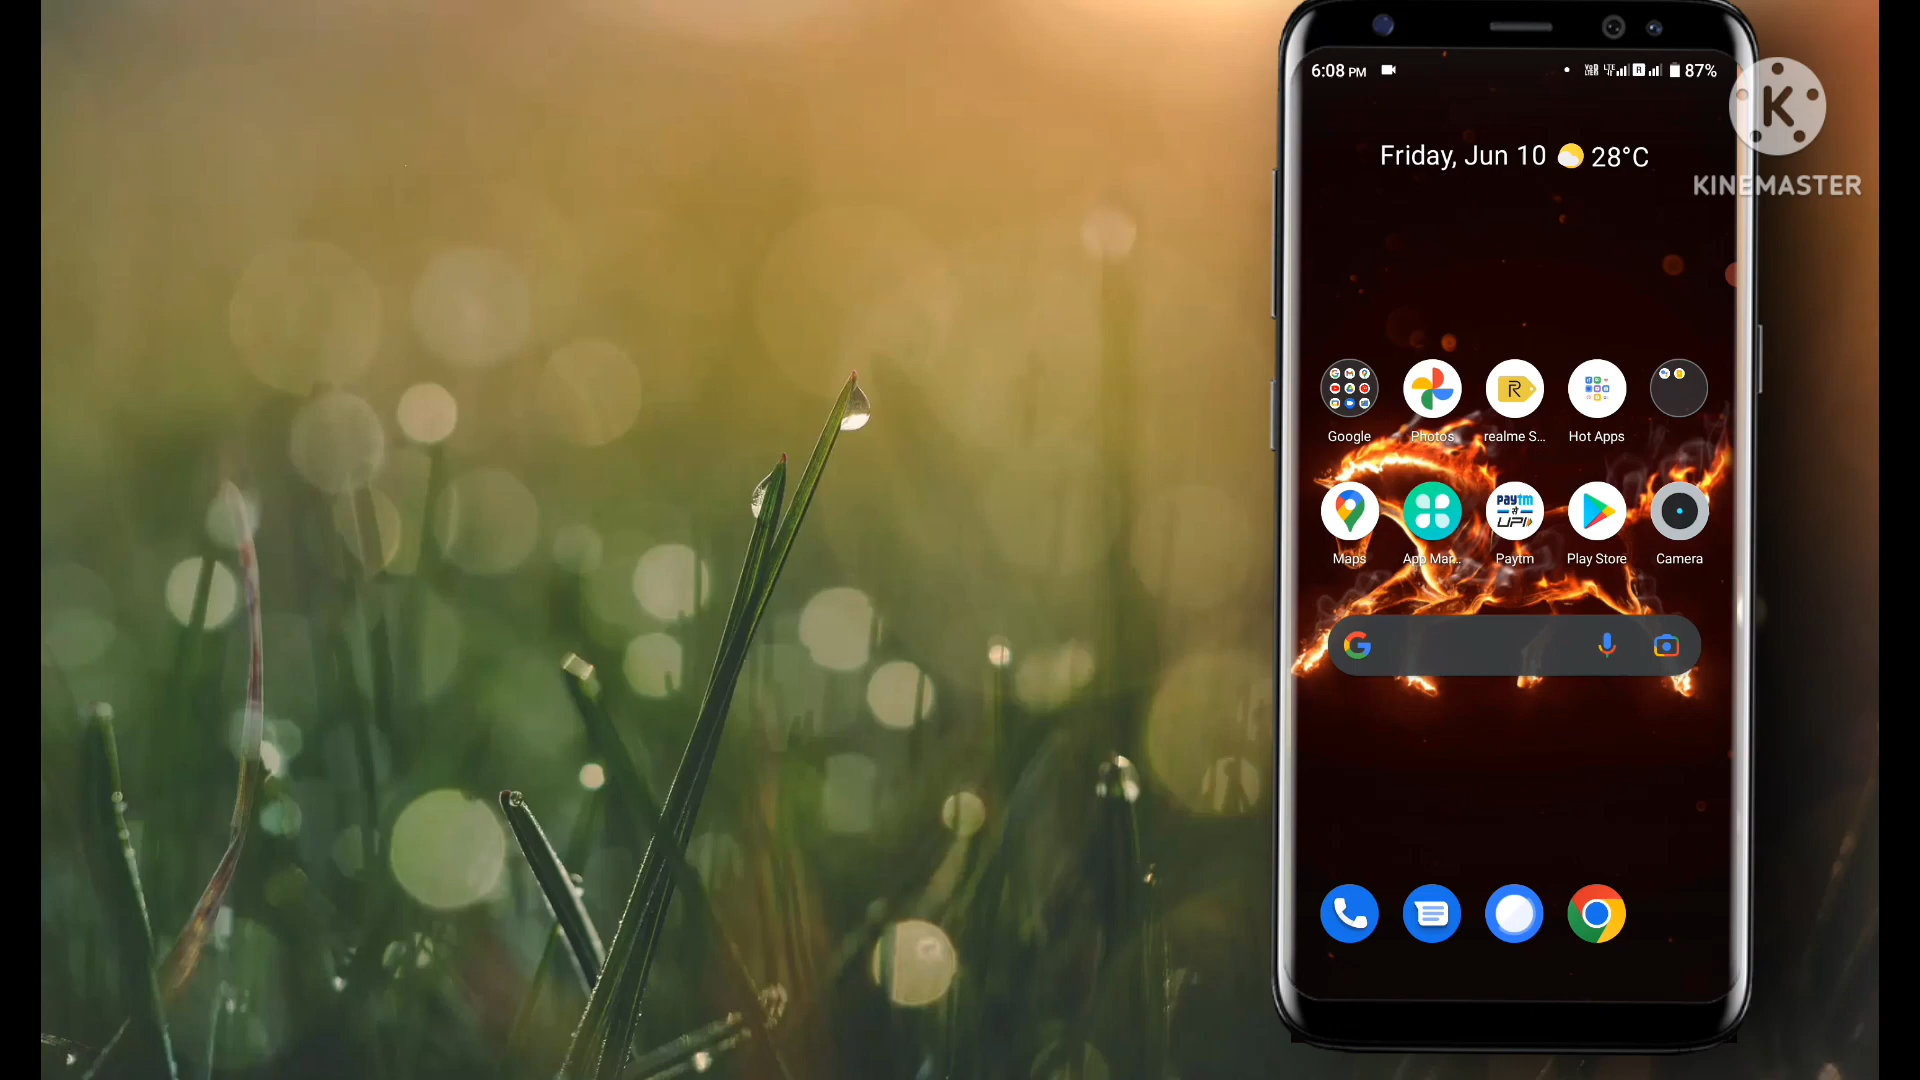 6:08 PM
87%
Friday, Jun 10 28°C
K
KINEMASTER
Google
Photos
realme S...
Hot Apps
Maps
App Mar..
Paytm
Play Store
Camera
paytm
से
UPI